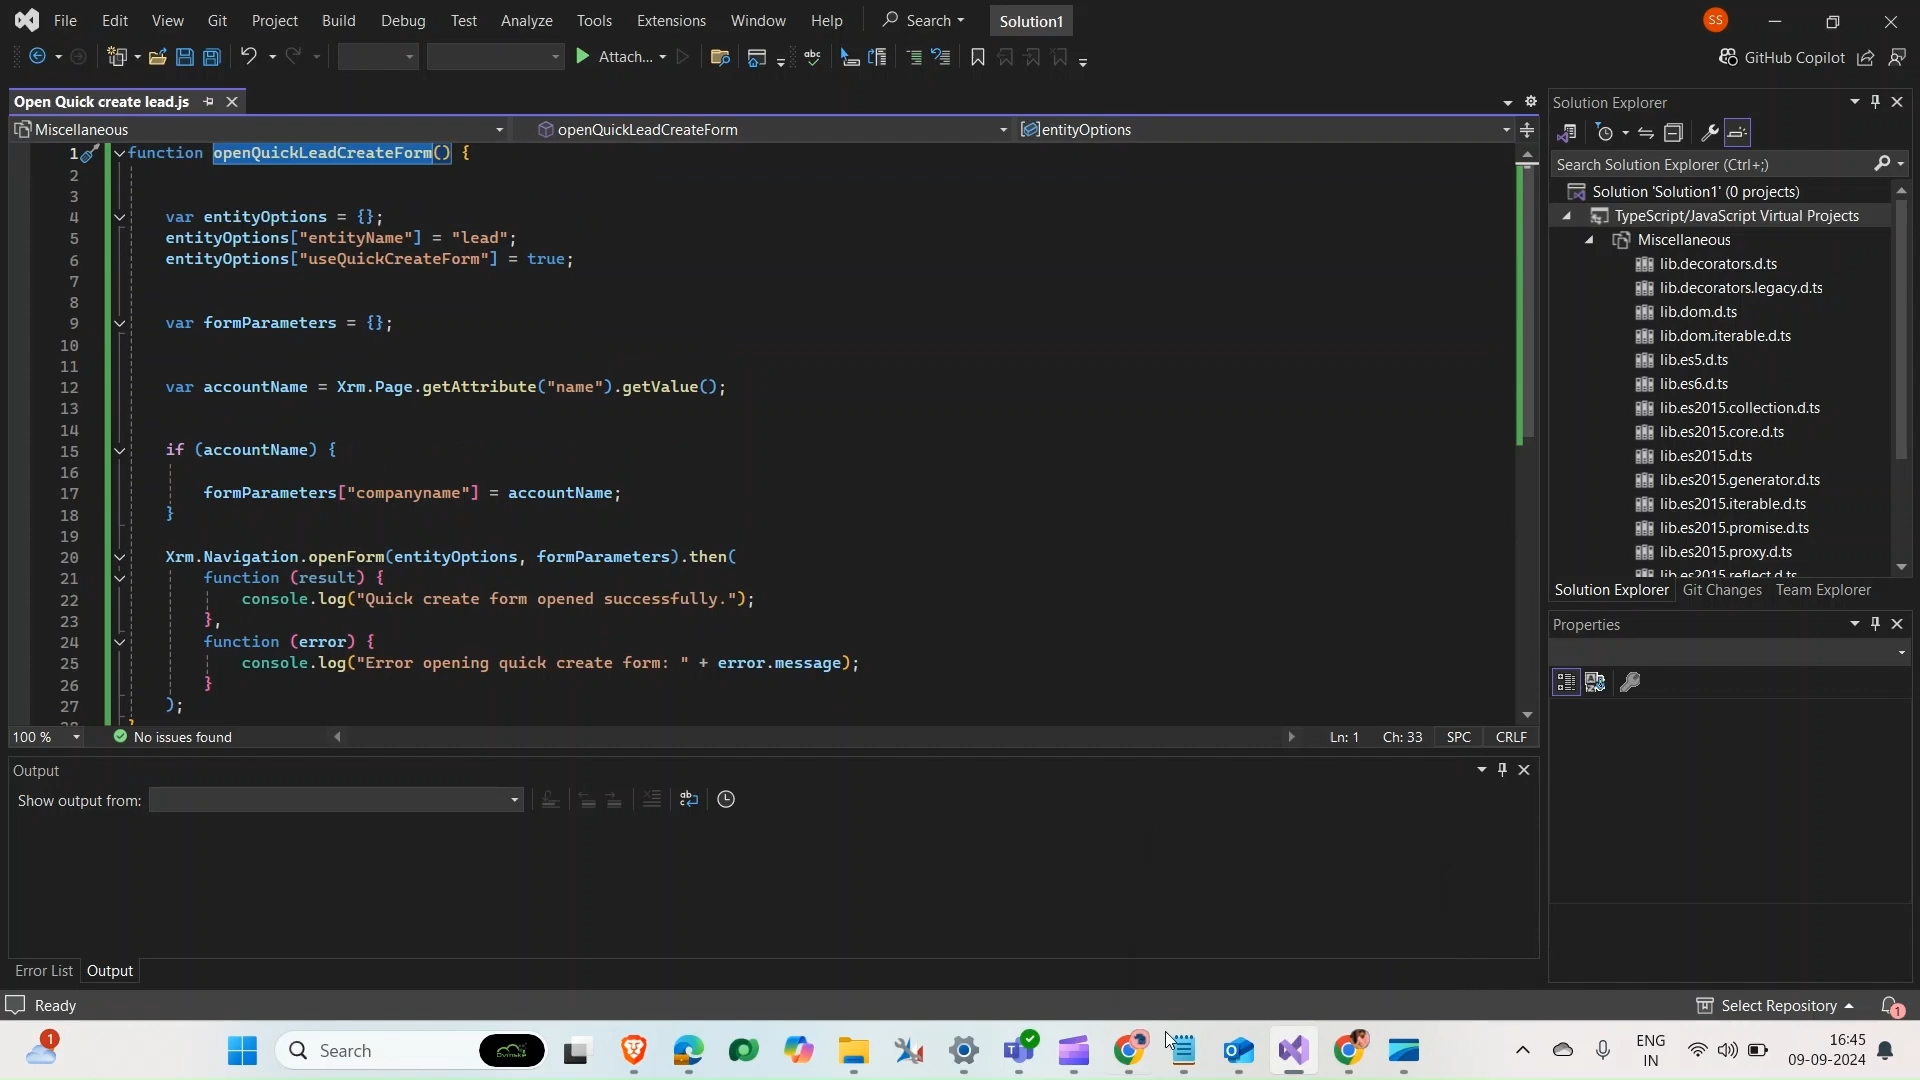 File Edit View Git Project Build Debug Test Analyze Tools Extensions Window Help Search Solution1 SS
Attach... GitHub Copilot
Open Quick create lead.js
Miscellaneous openQuickLeadCreateForm entityOptions
1 function openQuickLeadCreateForm() {
2
3
4 var entityOptions = {};
5 entityOptions["entityName"] = "lead";
6 entityOptions["useQuickCreateForm"] = true;
7
8
9 var formParameters = {};
10
11
12 var accountName = Xrm.Page.getAttribute("name").getValue();
13
14
15 if (accountName) {
16
17 formParameters["companyname"] = accountName;
18 }
19
20 Xrm.Navigation.openForm(entityOptions, formParameters).then(
21 function (result) {
22 console.log("Quick create form opened successfully.");
23 },
24 function (error) {
25 console.log("Error opening quick create form: " + error.message);
26 }
27 );
28 }
100 % No issues found Ln: 1 Ch: 33 SPC CRLF
Output
Show output from:
Error List Output
Solution Explorer
Search Solution Explorer (Ctrl+;)
Solution 'Solution1' (0 projects)
TypeScript/JavaScript Virtual Projects
Miscellaneous
lib.decorators.d.ts
lib.decorators.legacy.d.ts
lib.dom.d.ts
lib.dom.iterable.d.ts
lib.es5.d.ts
lib.es6.d.ts
lib.es2015.collection.d.ts
lib.es2015.core.d.ts
lib.es2015.d.ts
lib.es2015.generator.d.ts
lib.es2015.iterable.d.ts
lib.es2015.promise.d.ts
lib.es2015.proxy.d.ts
lib.es2015.reflect.d.ts
Solution Explorer Git Changes Team Explorer
Properties
Ready Select Repository 1
1 Search ENG 16:45
IN 09-09-2024